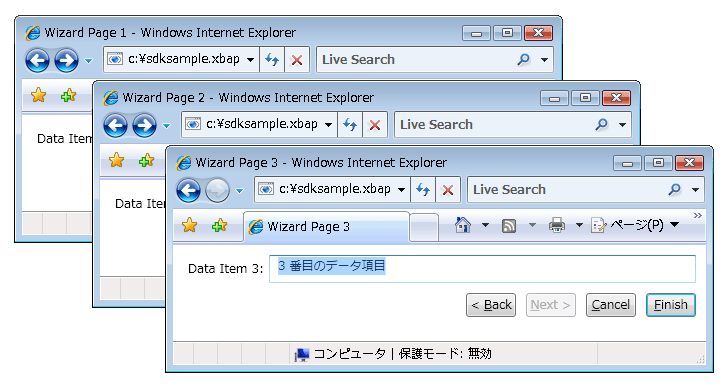 Wizard Page 1 - Windows Internet Explorer
c:¥sdksample.xbap
Live Search
Data Item
Wizard Page 2 - Windows Internet Explorer
c:¥sdksample.xbap
Live Search
Data Iten
Wizard Page 3 - Windows Internet Explorer
c:¥sdksample.xbap
Live Search
Wizard Page 3
ページ(P)
Data Item 3:
3 番目のデータ項目
< Back
Next >
Cancel
Finish
コンピュータ | 保護モード: 無効